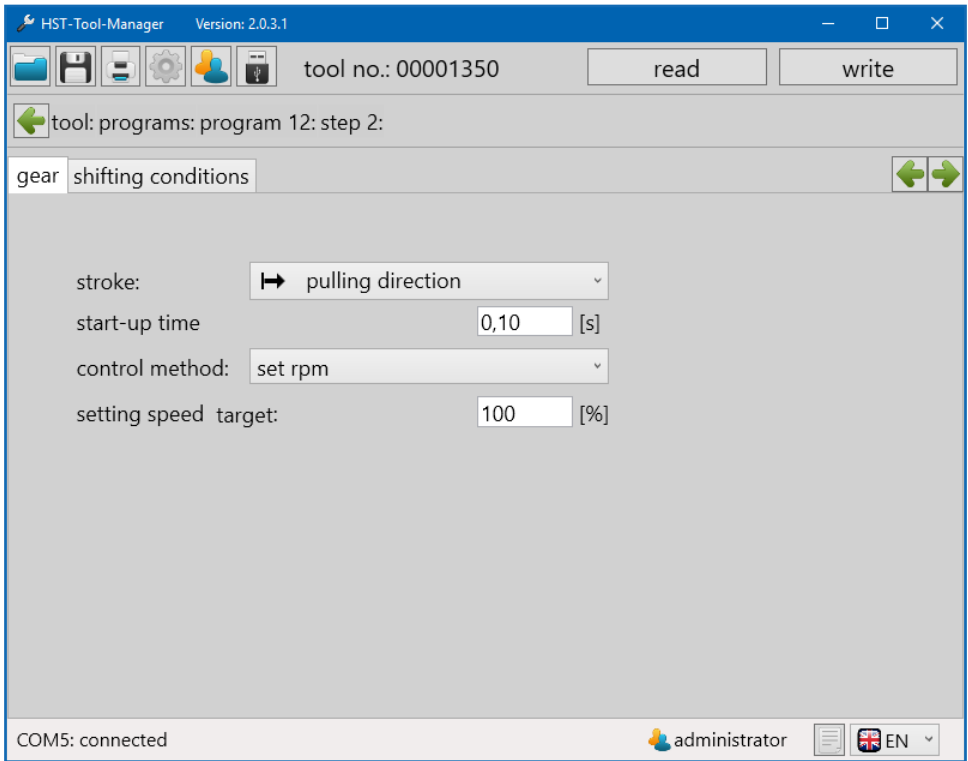 HST-Tool-Manager Version: 2.0.3.1
tool no.: 00001350 read write
tool: programs: program 12: step 2:
gear shifting conditions
stroke: pulling direction
start-up time 0,10 [s]
control method: set rpm
setting speed target: 100 [%]
COM5: connected administrator EN